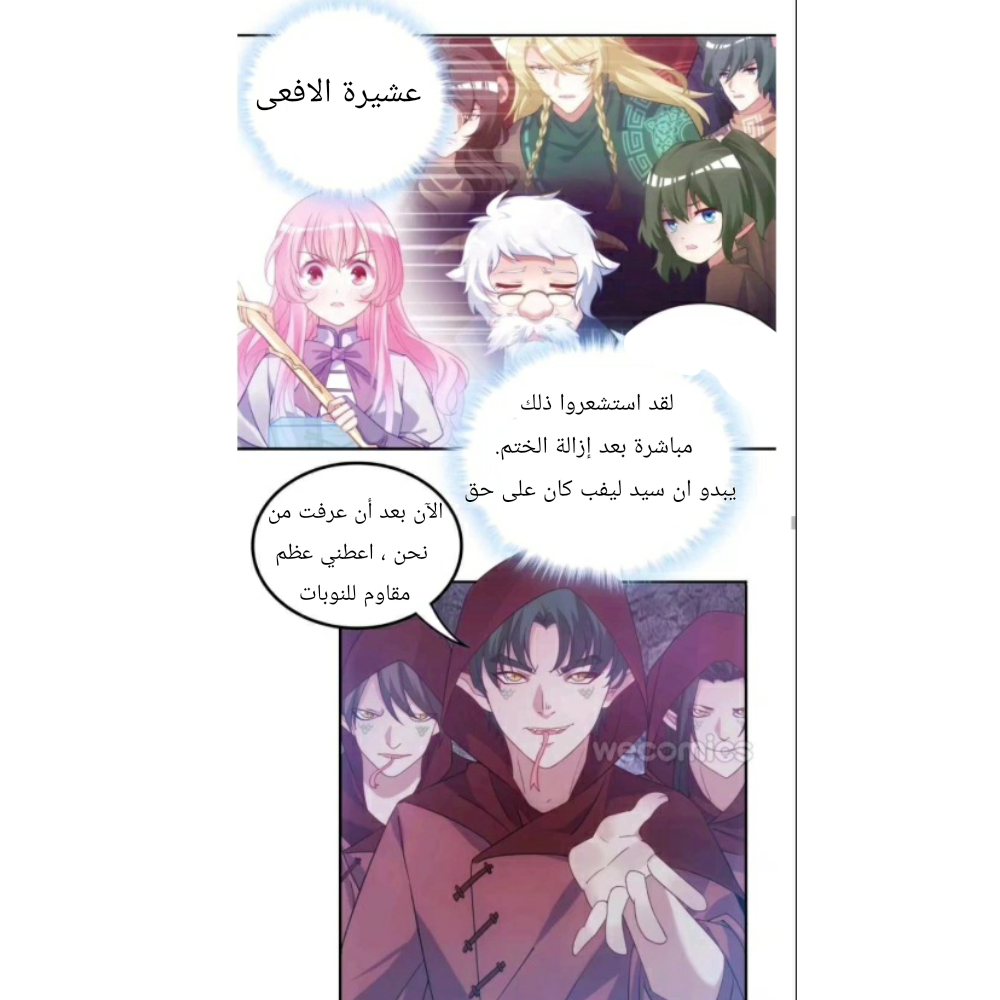 عشيرة الافعى
لقد استشعروا ذلك
مباشرة بعد إزالة الختم.
يبدو ان سيد ليفب كان على حق
الآن بعد أن عرفت من
نحن ، اعطني عظم
مقاوم للنوبات
wecomics